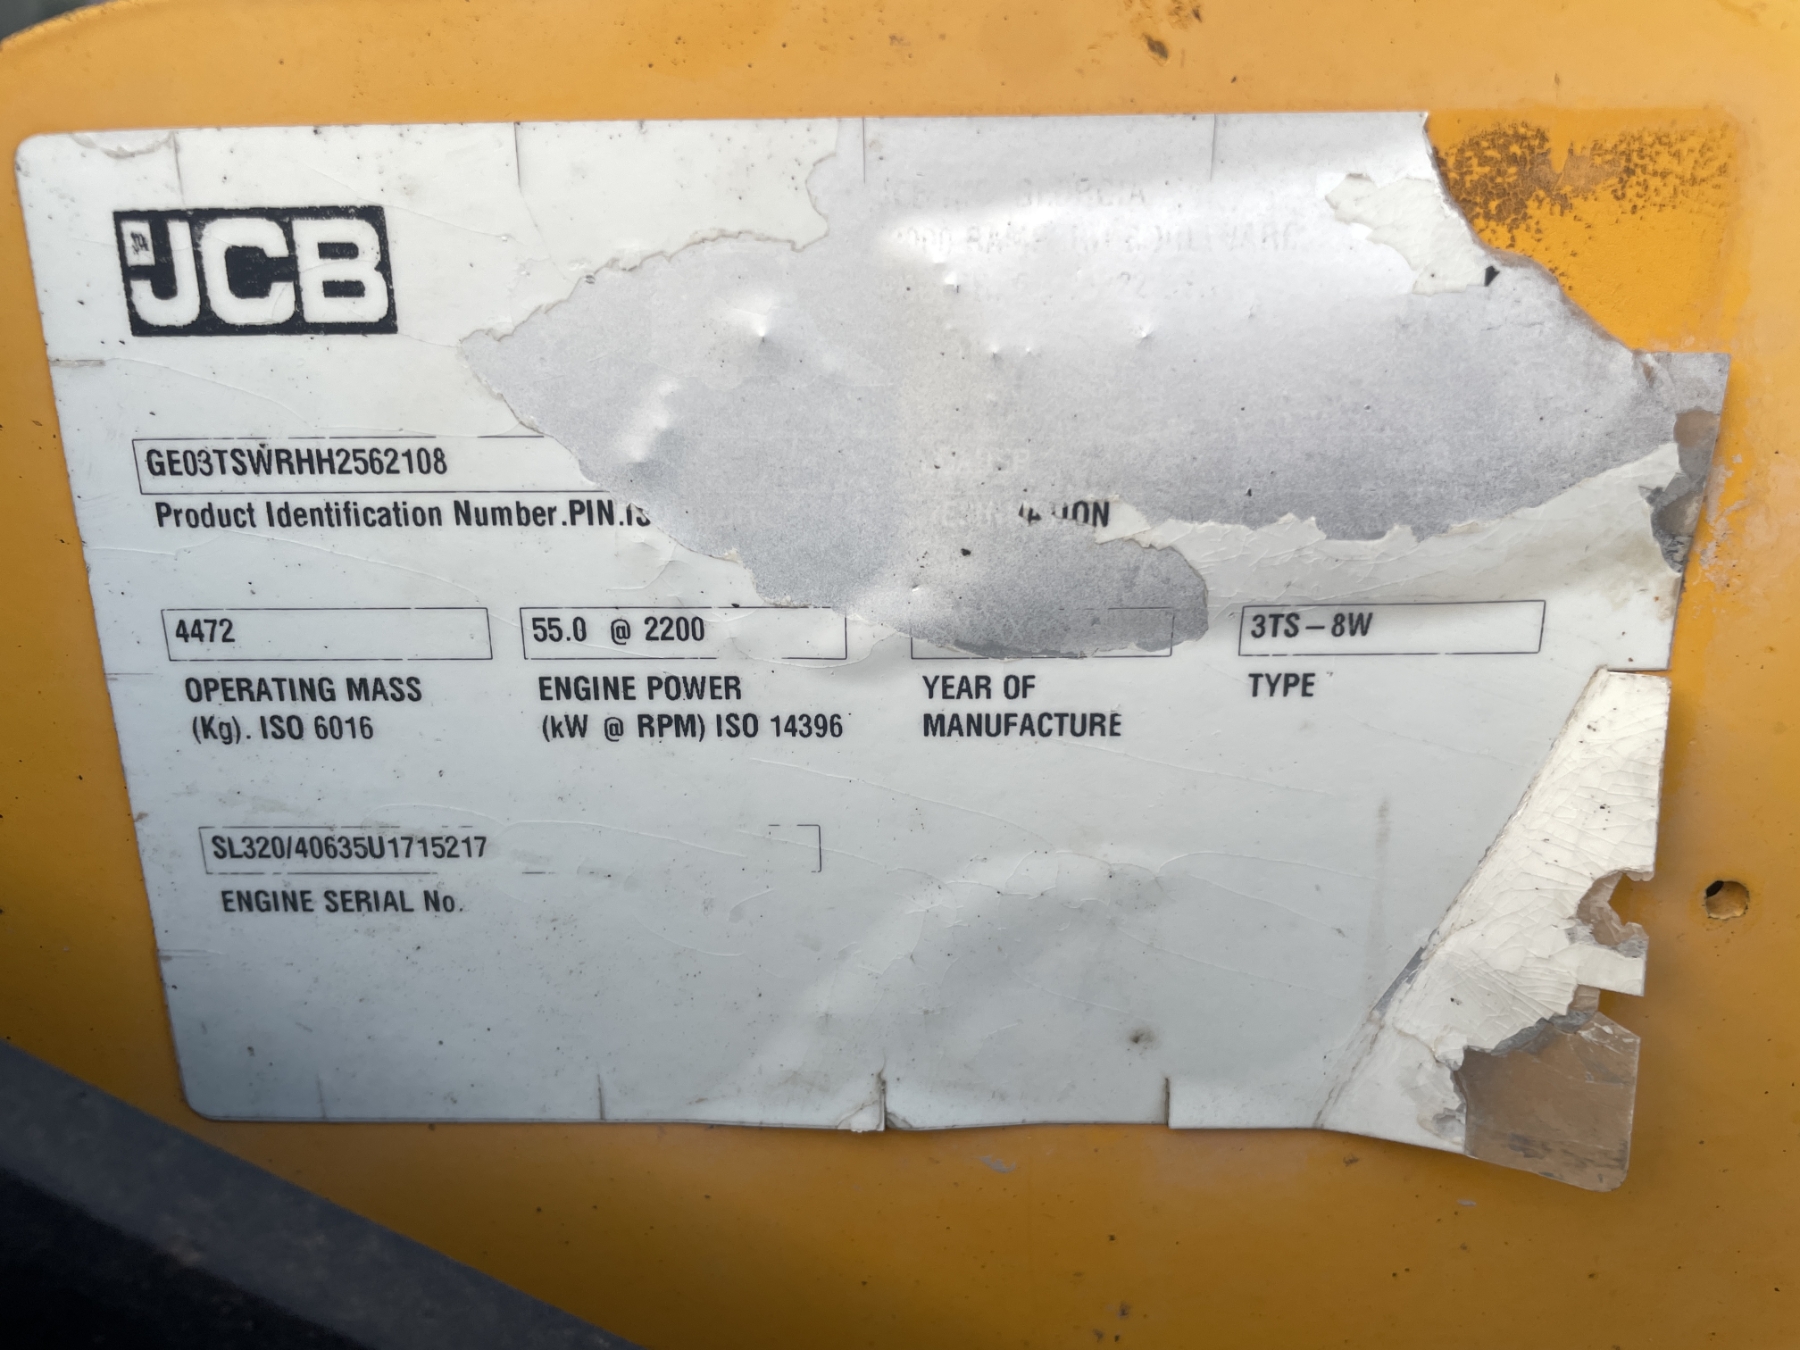 JCB
GE03TSWRHH2562108
Product Identification Number.PIN.IS
4472
55.0 @ 2200
3TS-8W
OPERATING MASS
(Kg). ISO 6016
ENGINE POWER
(kW @ RPM) ISO 14396
YEAR OF
MANUFACTURE
TYPE
SL320/40635U1715217
ENGINE SERIAL No.